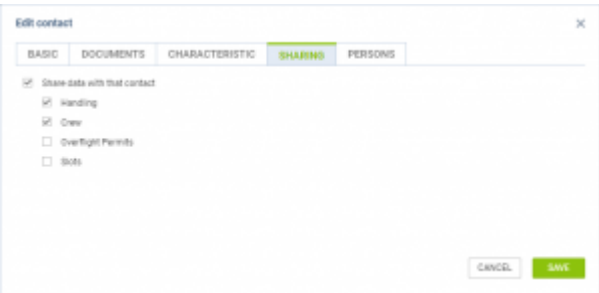 Edit contact
BASIC DOCUMENTS CHARACTERISTIC SHARING PERSONS
Share data with that contact
Handling
Crew
Overflight Permits
Slots
CANCEL SAVE